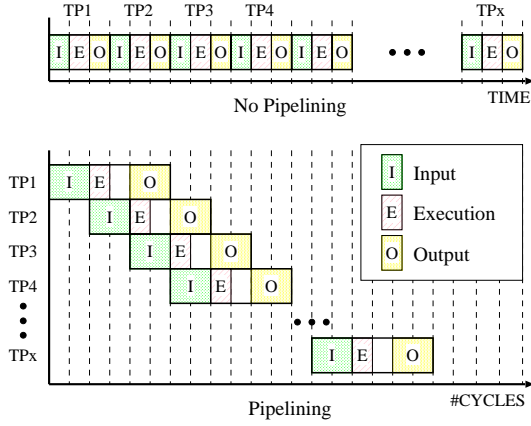 TP1 TP2 TP3 TP4 TPx
I E O I E O I E O I E O I E O I E O
TIME
No Pipelining
TP1 I E O
TP2 I E O
TP3 I E O
TP4 I E O
TPx I E O
I Input
E Execution
O Output
#CYCLES
Pipelining